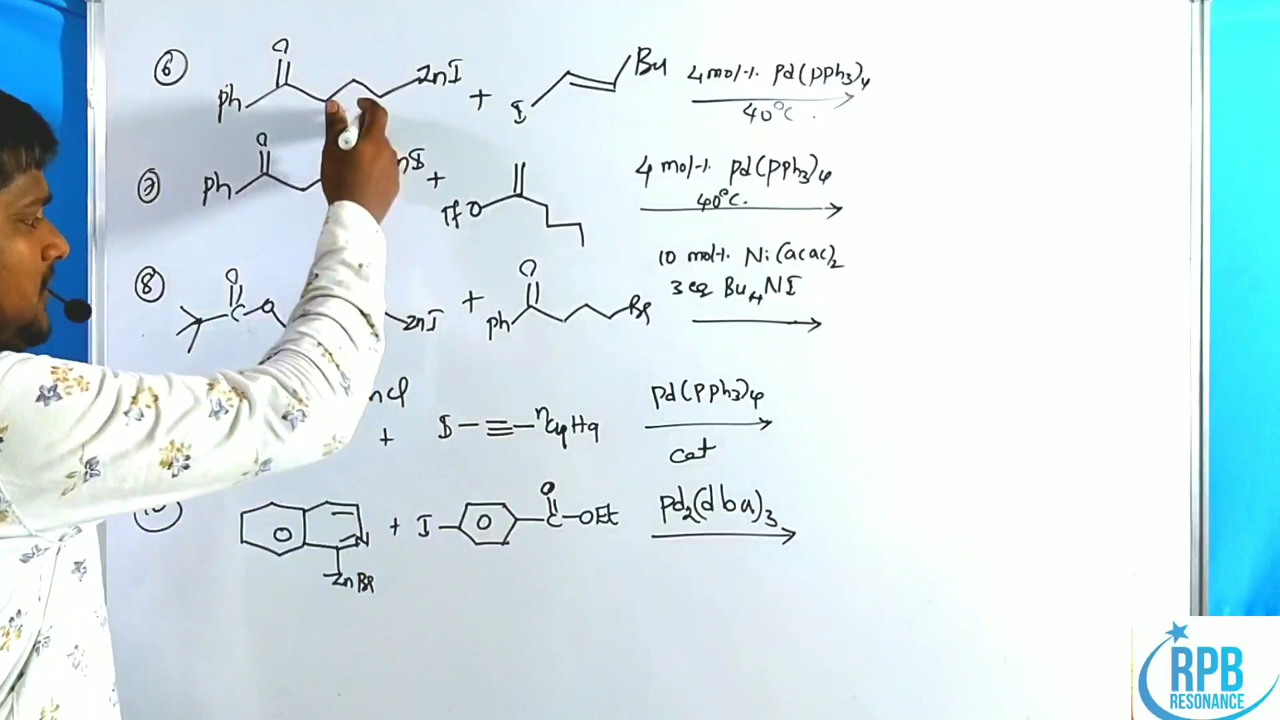 6 O Ph ZnI + I Bu 4 mol-% Pd(pph3)4
40°C.
7 O Ph + TfO 4 mol-% pd(pph3)4
40°C.
8 O C O ZnI + O Ph Br 10 mol-% Ni(acac)2
3 eq Bu4NI
+ I nC4H9 pd(pph3)4
cat
N ZnBr + I C O OEt pd2(dba)3
RPB
RESONANCE